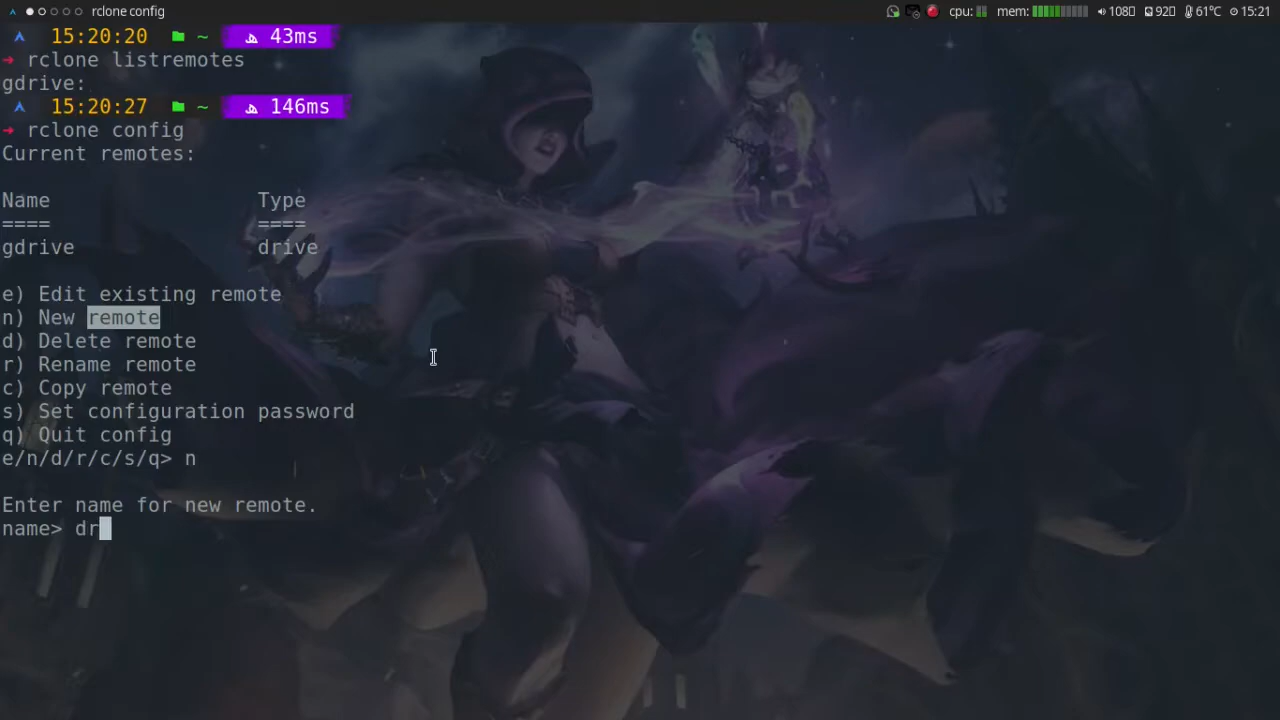 rclone config
cpu:
mem:
108
92
61°C
15:21
15:20:20 ~ 43ms
➜ rclone listremotes
gdrive:
15:20:27 ~ 146ms
➜ rclone config
Current remotes:
Name Type
==== ====
gdrive drive
e) Edit existing remote
n) New remote
d) Delete remote
r) Rename remote
c) Copy remote
s) Set configuration password
q) Quit config
e/n/d/r/c/s/q> n
Enter name for new remote.
name> dr